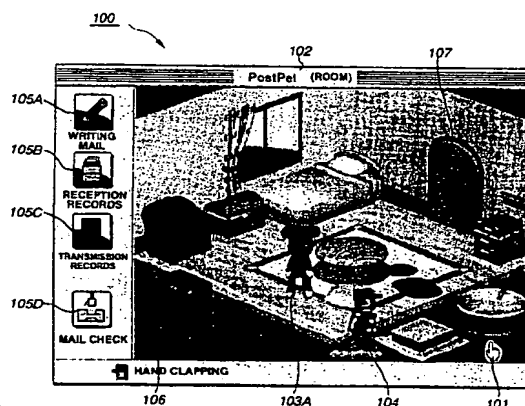 100
102
107
PostPet (ROOM)
105A
WRITING
MAIL
105B
RECEPTION
RECORDS
105C
TRANSMISSION
RECORDS
105D
MAIL CHECK
HAND CLAPPING
106
103A
104
101